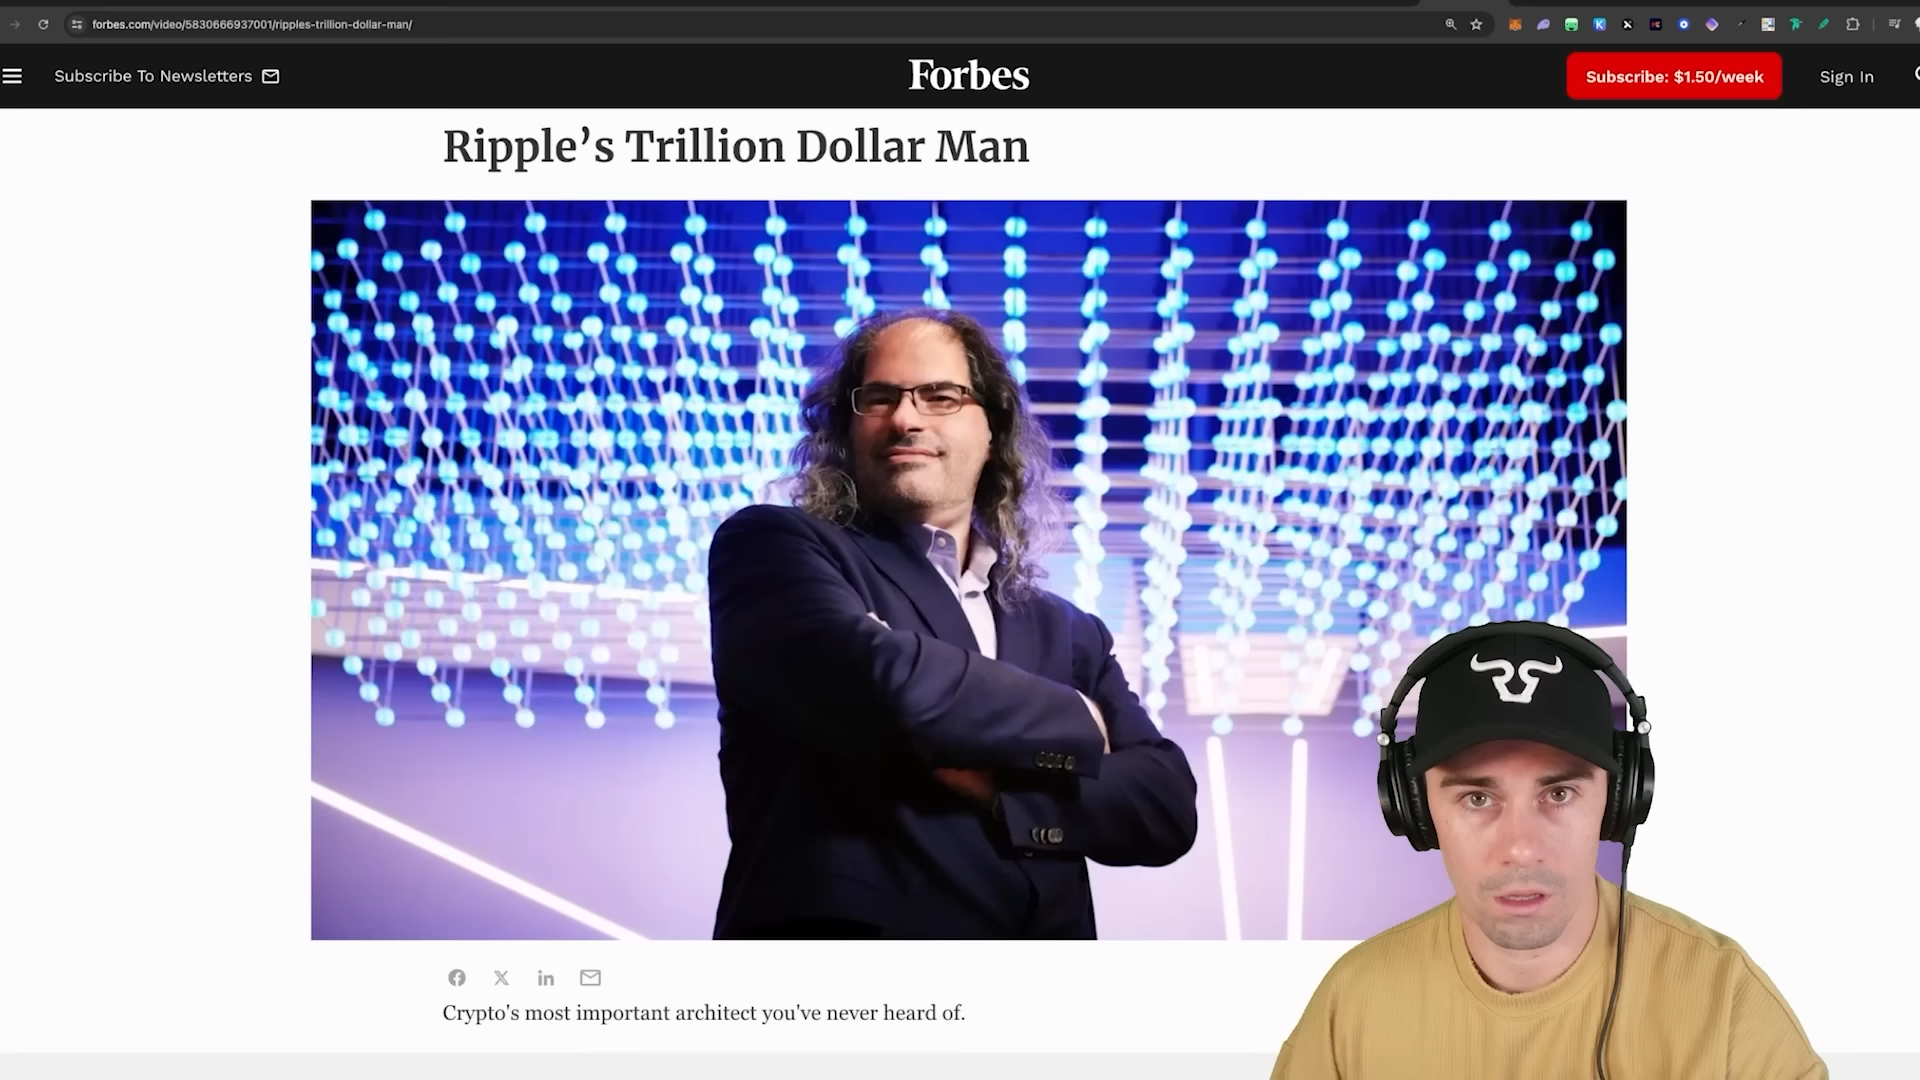 forbes.com/video/5830666937001/ripples-trillion-dollar-man/
Subscribe To Newsletters
Forbes
Subscribe: $1.50/week
Sign In
Ripple’s Trillion Dollar Man
Crypto's most important architect you've never heard of.